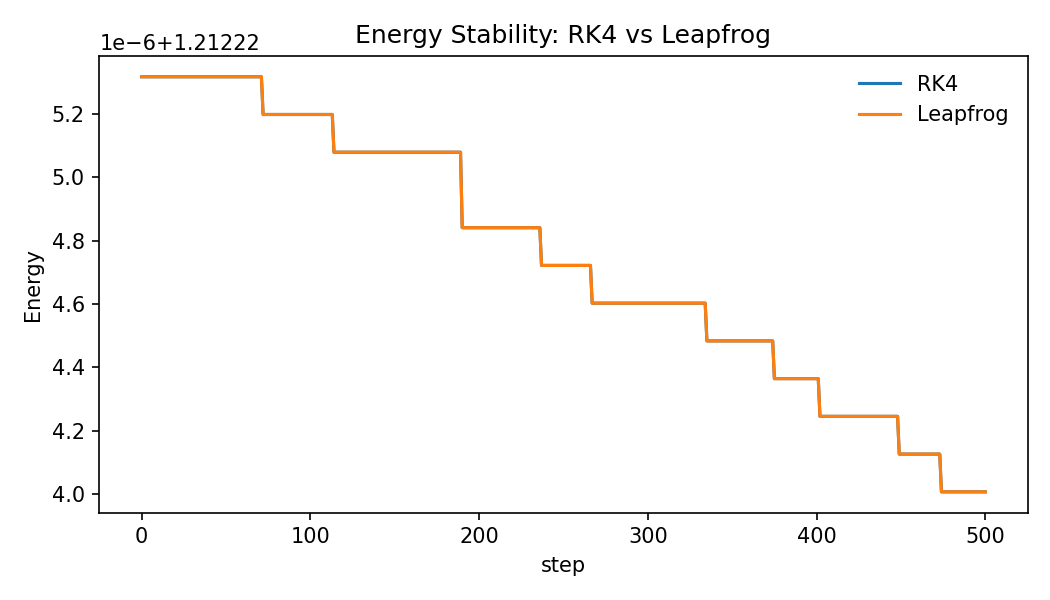 Energy Stability: RK4 vs Leapfrog
1e−6+1.21222
RK4
Leapfrog
5.2
5.0
4.8
4.6
4.4
4.2
4.0
Energy
0 100 200 300 400 500
step